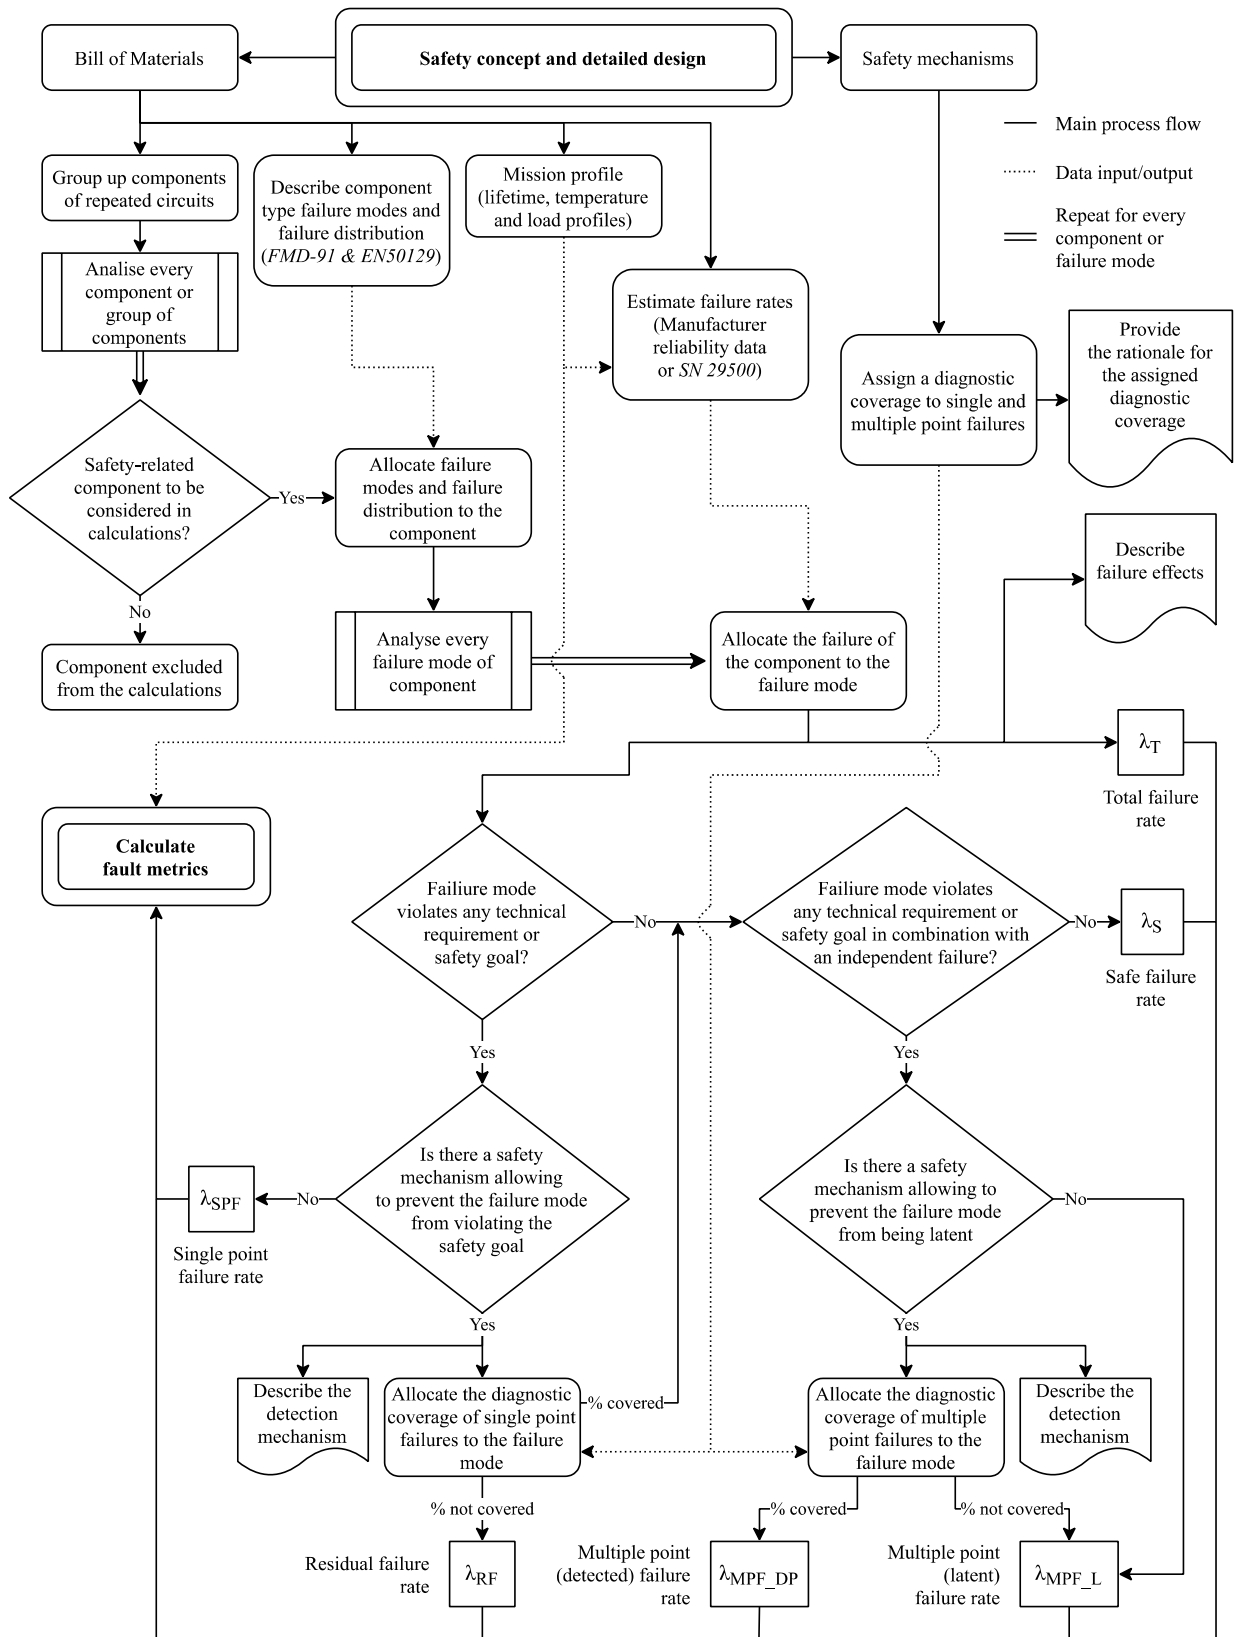 Bill of Materials
Safety concept and detailed design
Safety mechanisms
Main process flow
Data input/output
Repeat for every
component or
failure mode
Group up components
of repeated circuits
Describe component
type failure modes and
failure distribution
(FMD-91 & EN50129)
Mission profile
(lifetime, temperature
and load profiles)
Analise every
component or
group of
components
Estimate failure rates
(Manufacturer
reliability data
or SN 29500)
Assign a diagnostic
coverage to single and
multiple point failures
Provide
the rationale for
the assigned
diagnostic
coverage
Safety-related
component to be
considered in
calculations?
Yes
Allocate failure
modes and failure
distribution to the
component
No
Component excluded
from the calculations
Analyse every
failure mode of
component
Allocate the failure of
the component to the
failure mode
Describe
failure effects
λT
Total failure
rate
Calculate
fault metrics
Failiure mode
violates any technical
requirement or
safety goal?
No
Failiure mode violates
any technical requirement or
safety goal in combination with
an independent failure?
No
λS
Safe failure
rate
Yes
Yes
Is there a safety
mechanism allowing
to prevent the failure mode
from violating the
safety goal
No
λSPF
Single point
failure rate
Is there a safety
mechanism allowing to
prevent the failure mode
from being latent
No
Yes
Yes
Describe the
detection
mechanism
Allocate the diagnostic
coverage of single point
failures to the failure
mode
% covered
Allocate the diagnostic
coverage of multiple
point failures to the
failure mode
Describe the
detection
mechanism
% not covered
% covered
% not covered
Residual failure
rate
λRF
Multiple point
(detected) failure
rate
λMPF_DP
Multiple point
(latent)
failure rate
λMPF_L